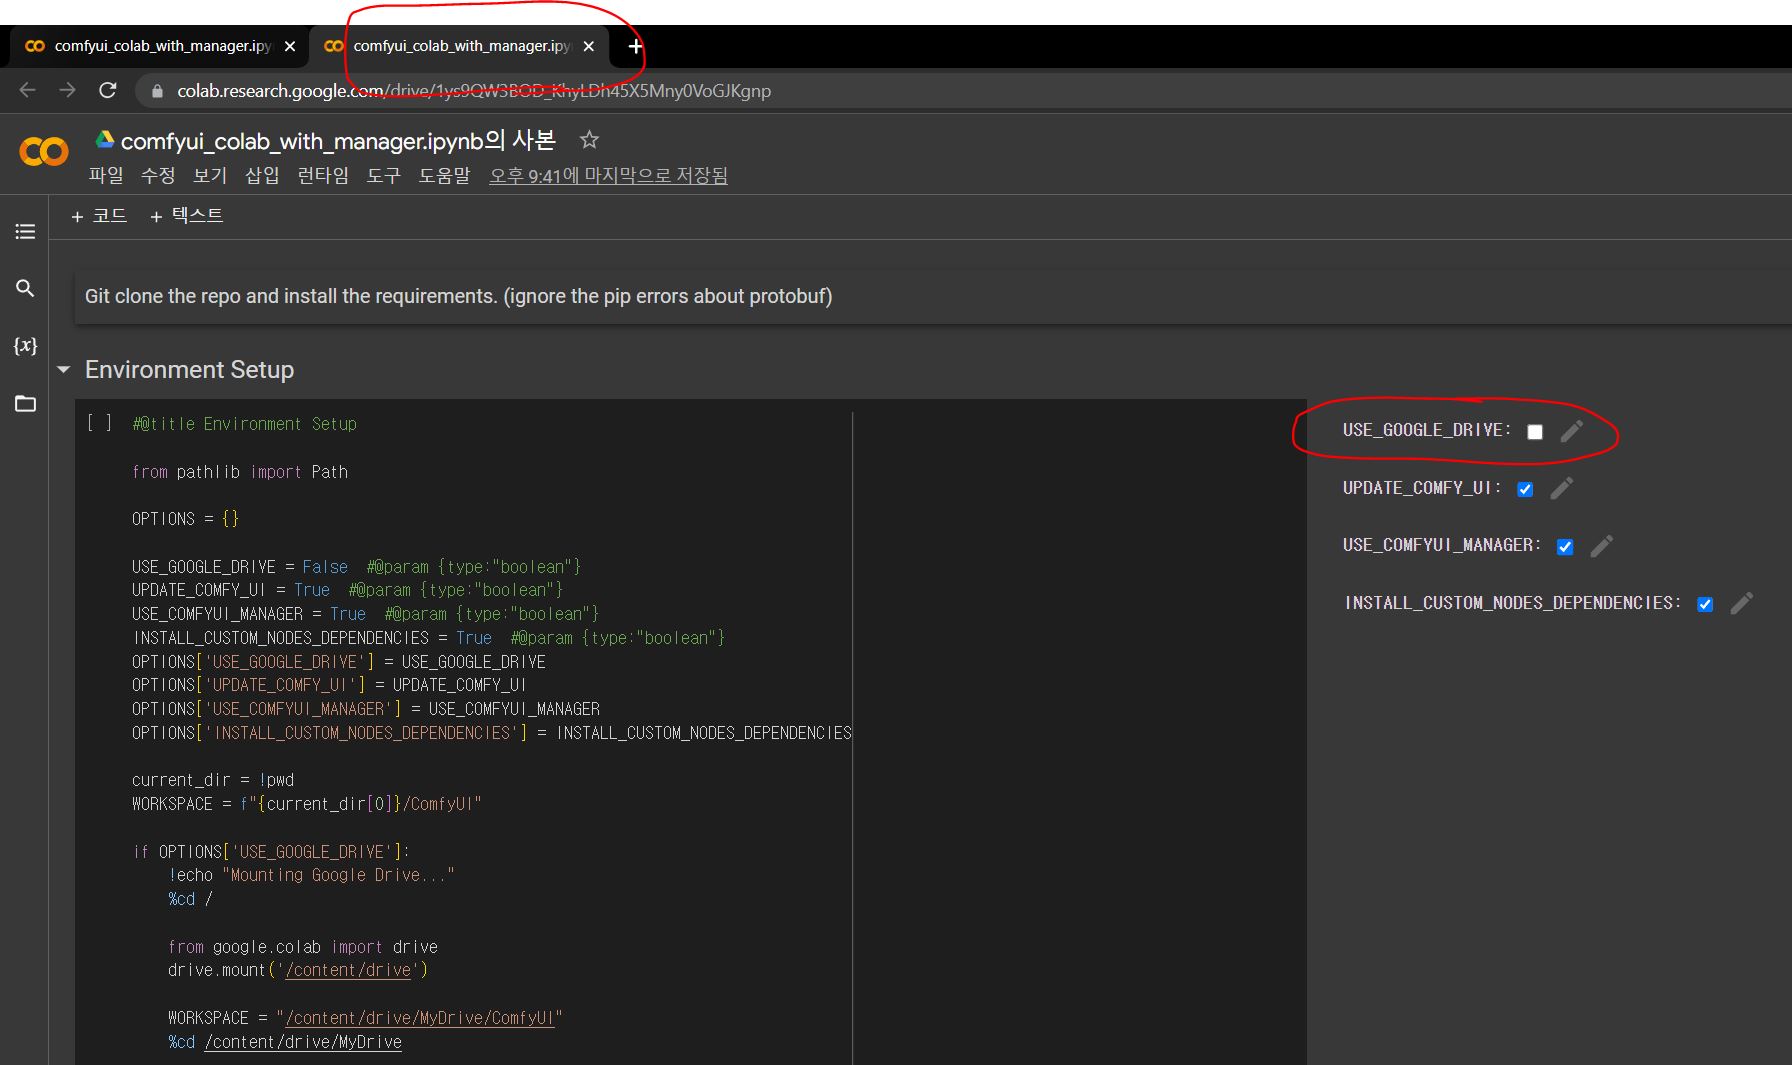 comfyui_colab_with_manager.ipy
comfyui_colab_with_manager.ipy
colab.research.google.com/drive/1ys9QW3BOD_KhyLDh45X5Mny0VoGJKgnp
comfyui_colab_with_manager.ipynb의 사본
파일 수정 보기 삽입 런타임 도구 도움말 오후 9:41에 마지막으로 저장됨
+ 코드 + 텍스트
Git clone the repo and install the requirements. (ignore the pip errors about protobuf)
Environment Setup
[ ] #@title Environment Setup
from pathlib import Path
OPTIONS = {}
USE_GOOGLE_DRIVE = False #@param {type:"boolean"}
UPDATE_COMFY_UI = True #@param {type:"boolean"}
USE_COMFYUI_MANAGER = True #@param {type:"boolean"}
INSTALL_CUSTOM_NODES_DEPENDENCIES = True #@param {type:"boolean"}
OPTIONS['USE_GOOGLE_DRIVE'] = USE_GOOGLE_DRIVE
OPTIONS['UPDATE_COMFY_UI'] = UPDATE_COMFY_UI
OPTIONS['USE_COMFYUI_MANAGER'] = USE_COMFYUI_MANAGER
OPTIONS['INSTALL_CUSTOM_NODES_DEPENDENCIES'] = INSTALL_CUSTOM_NODES_DEPENDENCIES
current_dir = !pwd
WORKSPACE = f"{current_dir[0]}/ComfyUI"
if OPTIONS['USE_GOOGLE_DRIVE']:
!echo "Mounting Google Drive..."
%cd /
from google.colab import drive
drive.mount('/content/drive')
WORKSPACE = "/content/drive/MyDrive/ComfyUI"
%cd /content/drive/MyDrive
USE_GOOGLE_DRIVE:
UPDATE_COMFY_UI:
USE_COMFYUI_MANAGER:
INSTALL_CUSTOM_NODES_DEPENDENCIES: